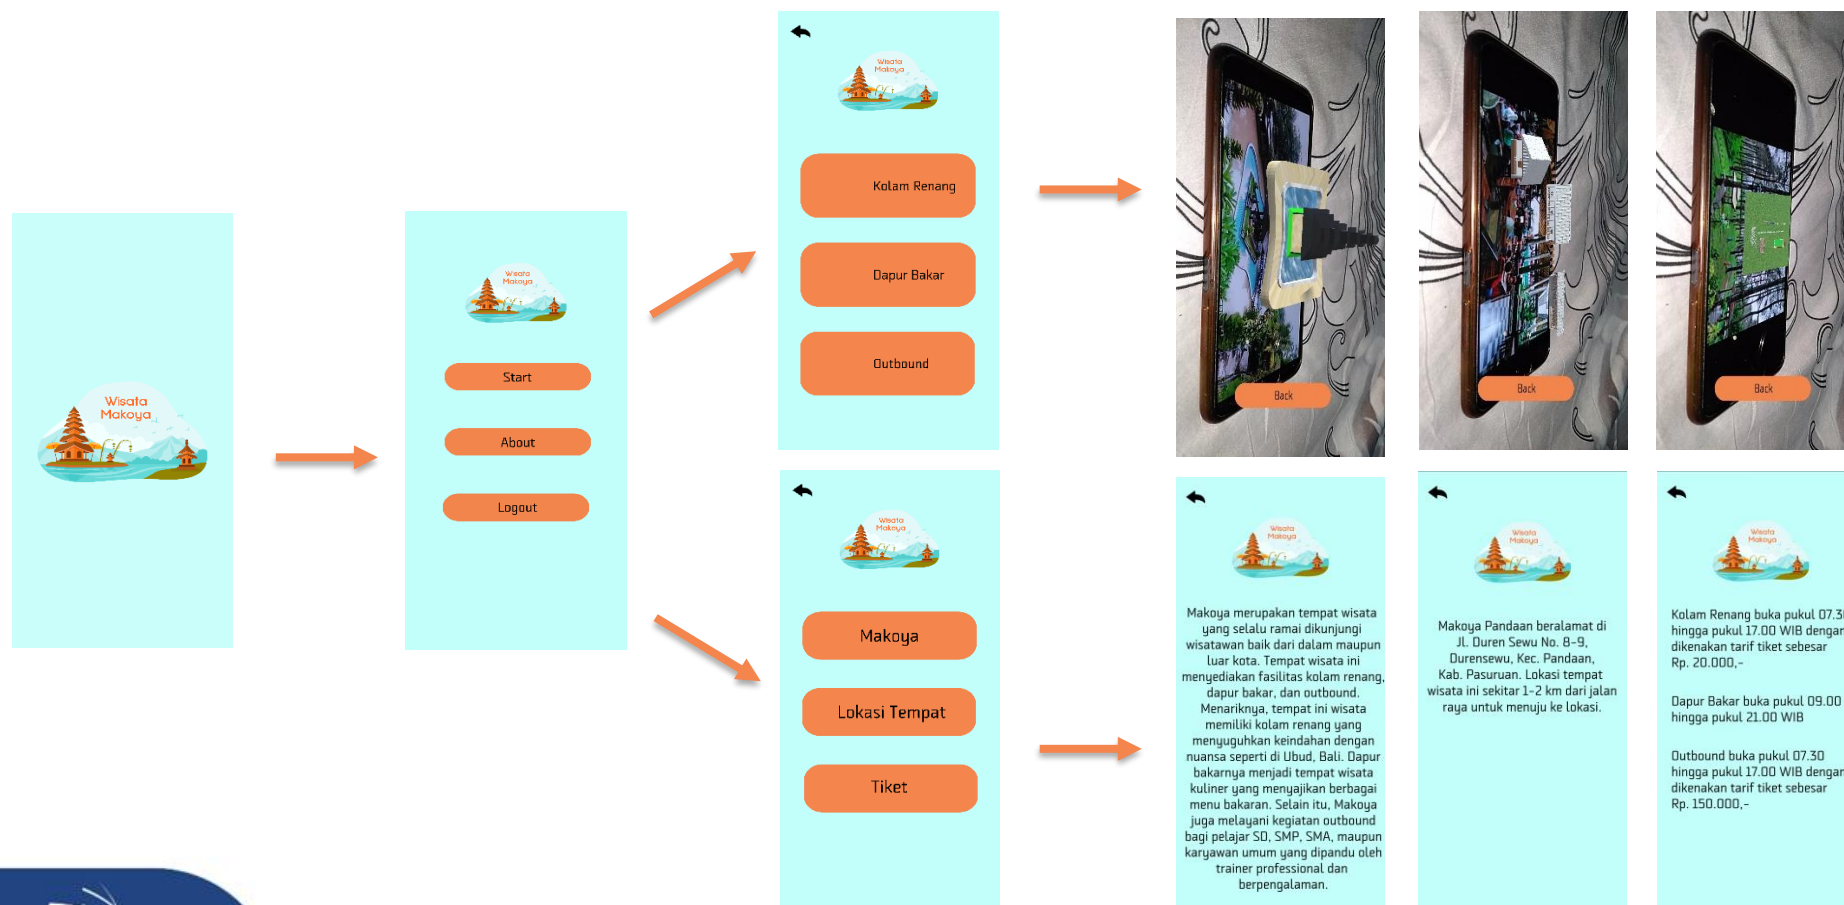 Wisata
Makoya
Wisata
Makoya
Start
About
Logout
Wisata
Makoya
Kolam Renang
Dapur Bakar
Outbound
Back
Back
Back
Wisata
Makoya
Makoya
Lokasi Tempat
Tiket
Wisata
Makoya
Makoya merupakan tempat wisata
yang selalu ramai dikunjungi
wisatawan baik dari dalam maupun
luar kota. Tempat wisata ini
menyediakan fasilitas kolam renang,
dapur bakar, dan outbound.
Menariknya, tempat ini wisata
memiliki kolam renang yang
menyuguhkan keindahan dengan
nuansa seperti di Ubud, Bali. Dapur
bakarnya menjadi tempat wisata
kuliner yang menyajikan berbagai
menu bakaran. Selain itu, Makoya
juga melayani kegiatan outbound
bagi pelajar SD, SMP, SMA, maupun
karyawan umum yang dipandu oleh
trainer professional dan
berpengalaman.
Wisata
Makoya
Makoya Pandaan beralamat di
Jl. Duren Sewu No. 8-9,
Durensewu, Kec. Pandaan,
Kab. Pasuruan. Lokasi tempat
wisata ini sekitar 1-2 km dari jalan
raya untuk menuju ke lokasi.
Wisata
Makoya
Kolam Renang buka pukul 07.3
hingga pukul 17.00 WIB dengan
dikenakan tarif tiket sebesar
Rp. 20.000,-
Dapur Bakar buka pukul 09.00
hingga pukul 21.00 WIB
Outbound buka pukul 07.30
hingga pukul 17.00 WIB dengan
dikenakan tarif tiket sebesar
Rp. 150.000,-